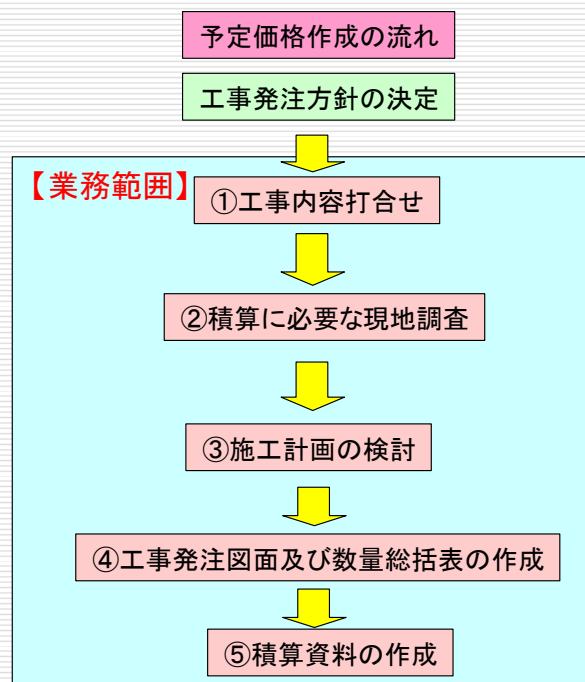 予定価格作成の流れ
工事発注方針の決定
【業務範囲】
①工事内容打合せ
②積算に必要な現地調査
③施工計画の検討
④工事発注図面及び数量総括表の作成
⑤積算資料の作成